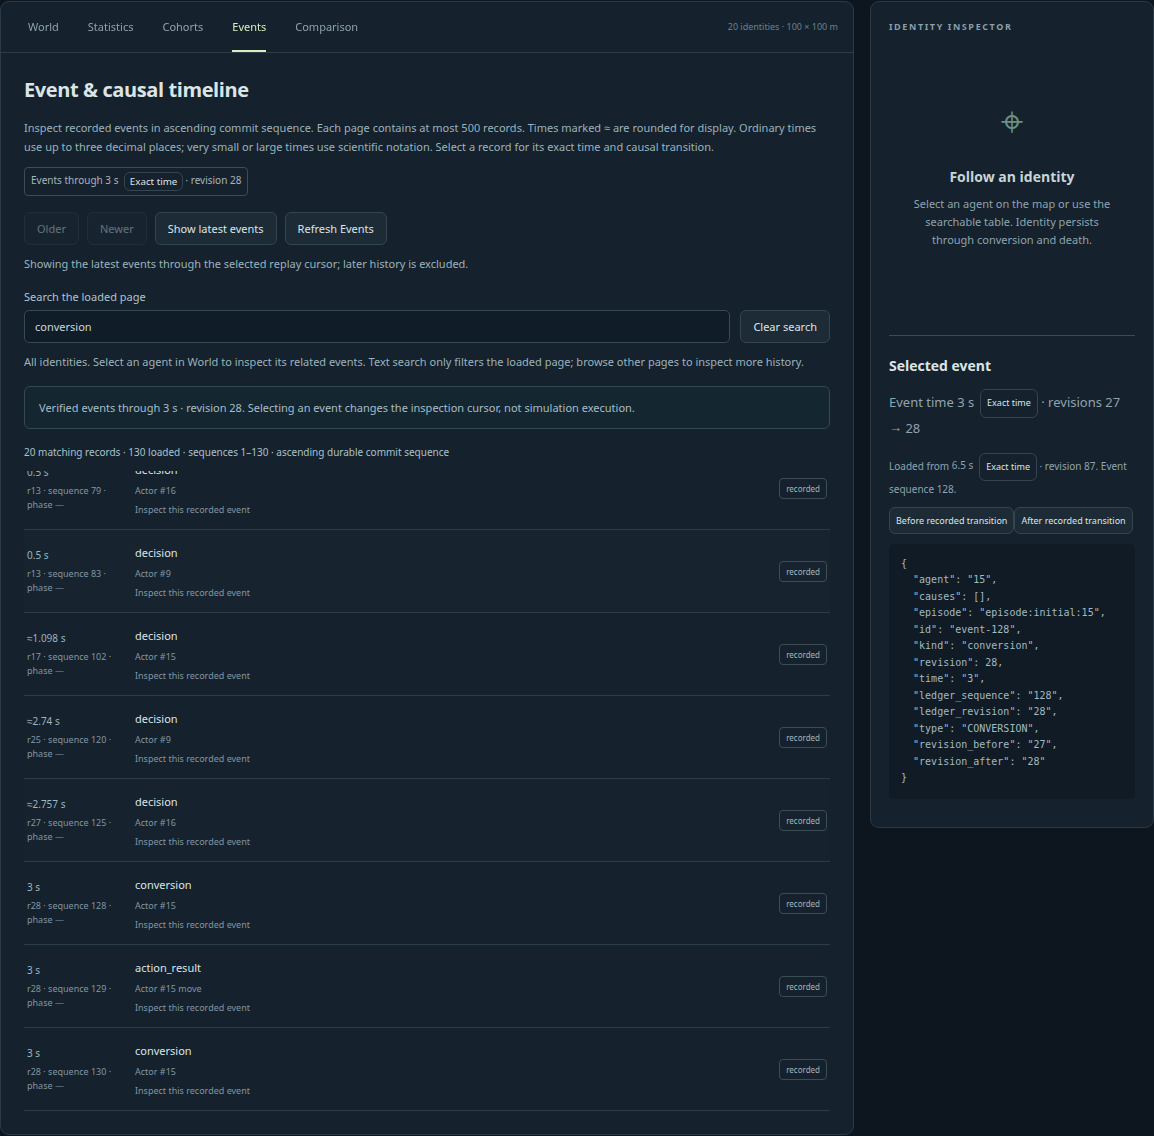 World Statistics Cohorts Events Comparison 20 identities · 100 × 100 m
Event & causal timeline
Inspect recorded events in ascending commit sequence. Each page contains at most 500 records. Times marked ≈ are rounded for display. Ordinary times
use up to three decimal places; very small or large times use scientific notation. Select a record for its exact time and causal transition.
Events through 3 s Exact time · revision 28
Older Newer Show latest events Refresh Events
Showing the latest events through the selected replay cursor; later history is excluded.
Search the loaded page
conversion Clear search
All identities. Select an agent in World to inspect its related events. Text search only filters the loaded page; browse other pages to inspect more history.
Verified events through 3 s · revision 28. Selecting an event changes the inspection cursor, not simulation execution.
20 matching records · 130 loaded · sequences 1–130 · ascending durable commit sequence
0.5 s decision
r13 · sequence 79 · Actor #16 recorded
phase — Inspect this recorded event
0.5 s decision
r13 · sequence 83 · Actor #9 recorded
phase — Inspect this recorded event
≈1.098 s decision
r17 · sequence 102 · Actor #15 recorded
phase — Inspect this recorded event
≈2.74 s decision
r25 · sequence 120 · Actor #9 recorded
phase — Inspect this recorded event
≈2.757 s decision
r27 · sequence 125 · Actor #16 recorded
phase — Inspect this recorded event
3 s conversion
r28 · sequence 128 · Actor #15 recorded
phase — Inspect this recorded event
3 s action_result
r28 · sequence 129 · Actor #15 move recorded
phase — Inspect this recorded event
3 s conversion
r28 · sequence 130 · Actor #15 recorded
phase — Inspect this recorded event
IDENTITY INSPECTOR
Follow an identity
Select an agent on the map or use the
searchable table. Identity persists
through conversion and death.
Selected event
Event time 3 s Exact time · revisions 27
→ 28
Loaded from 6.5 s Exact time · revision 87. Event
sequence 128.
Before recorded transition After recorded transition
{
"agent": "15",
"causes": [],
"episode": "episode:initial:15",
"id": "event-128",
"kind": "conversion",
"revision": 28,
"time": "3",
"ledger_sequence": "128",
"ledger_revision": "28",
"type": "CONVERSION",
"revision_before": "27",
"revision_after": "28"
}